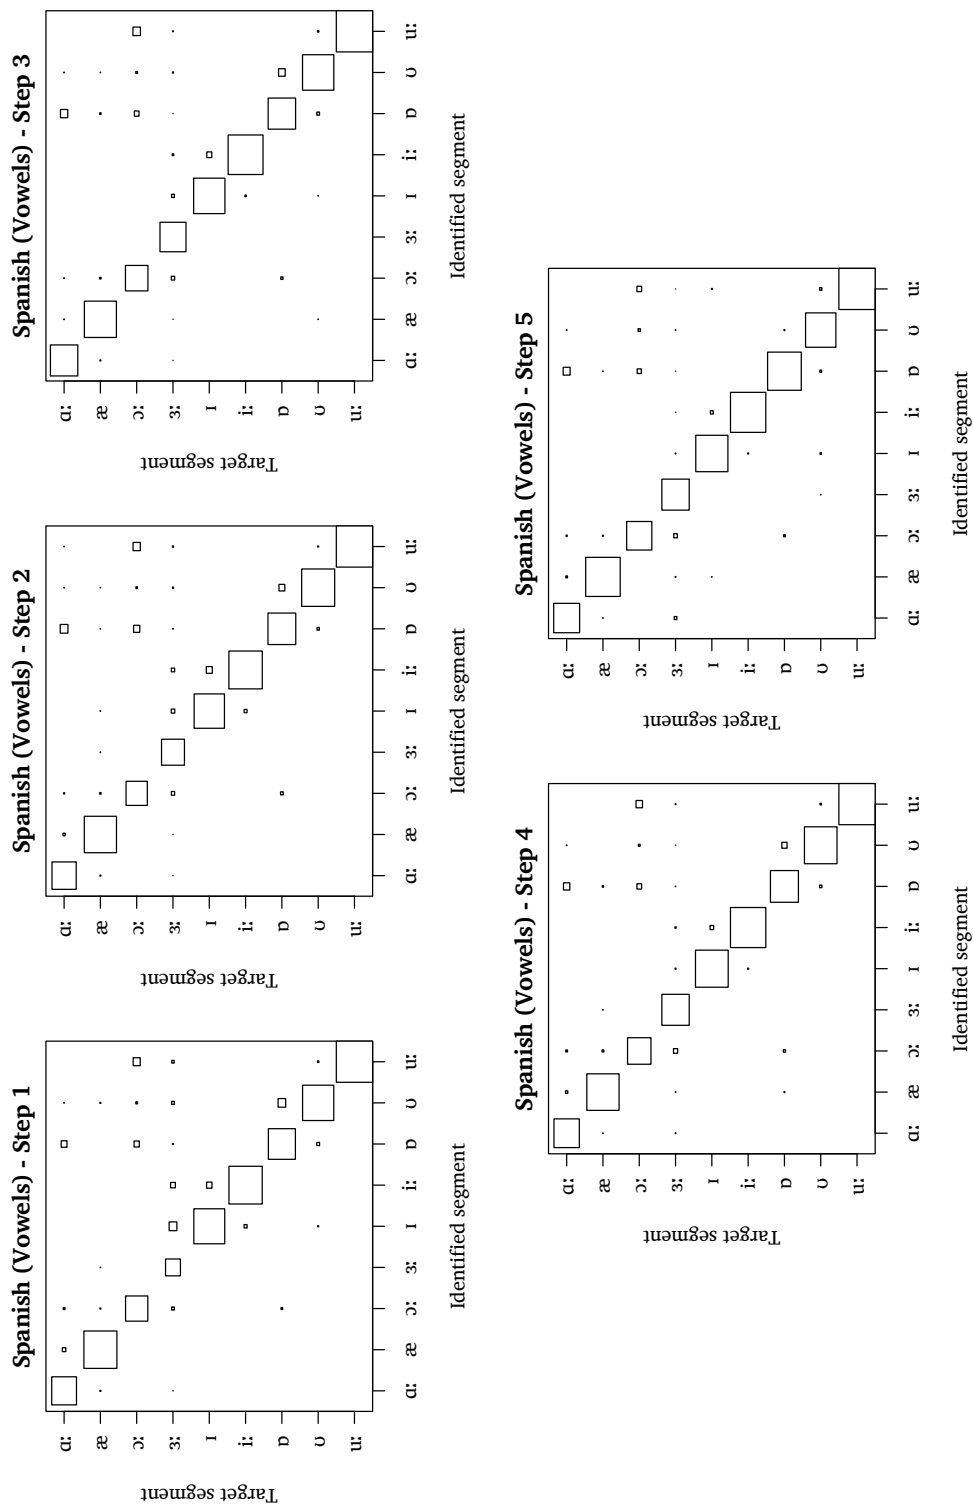 Spanish (Vowels) - Step 1
Target segment
ɑː æ ɔː ɜː ɪ iː ɒ ʊ uː
ɑː æ ɔː ɜː ɪ iː ɒ ʊ uː
Identified segment
Spanish (Vowels) - Step 2
Target segment
ɑː æ ɔː ɜː ɪ iː ɒ ʊ uː
ɑː æ ɔː ɜː ɪ iː ɒ ʊ uː
Identified segment
Spanish (Vowels) - Step 3
Target segment
ɑː æ ɔː ɜː ɪ iː ɒ ʊ uː
ɑː æ ɔː ɜː ɪ iː ɒ ʊ uː
Identified segment
Spanish (Vowels) - Step 4
Target segment
ɑː æ ɔː ɜː ɪ iː ɒ ʊ uː
ɑː æ ɔː ɜː ɪ iː ɒ ʊ uː
Identified segment
Spanish (Vowels) - Step 5
Target segment
ɑː æ ɔː ɜː ɪ iː ɒ ʊ uː
ɑː æ ɔː ɜː ɪ iː ɒ ʊ uː
Identified segment